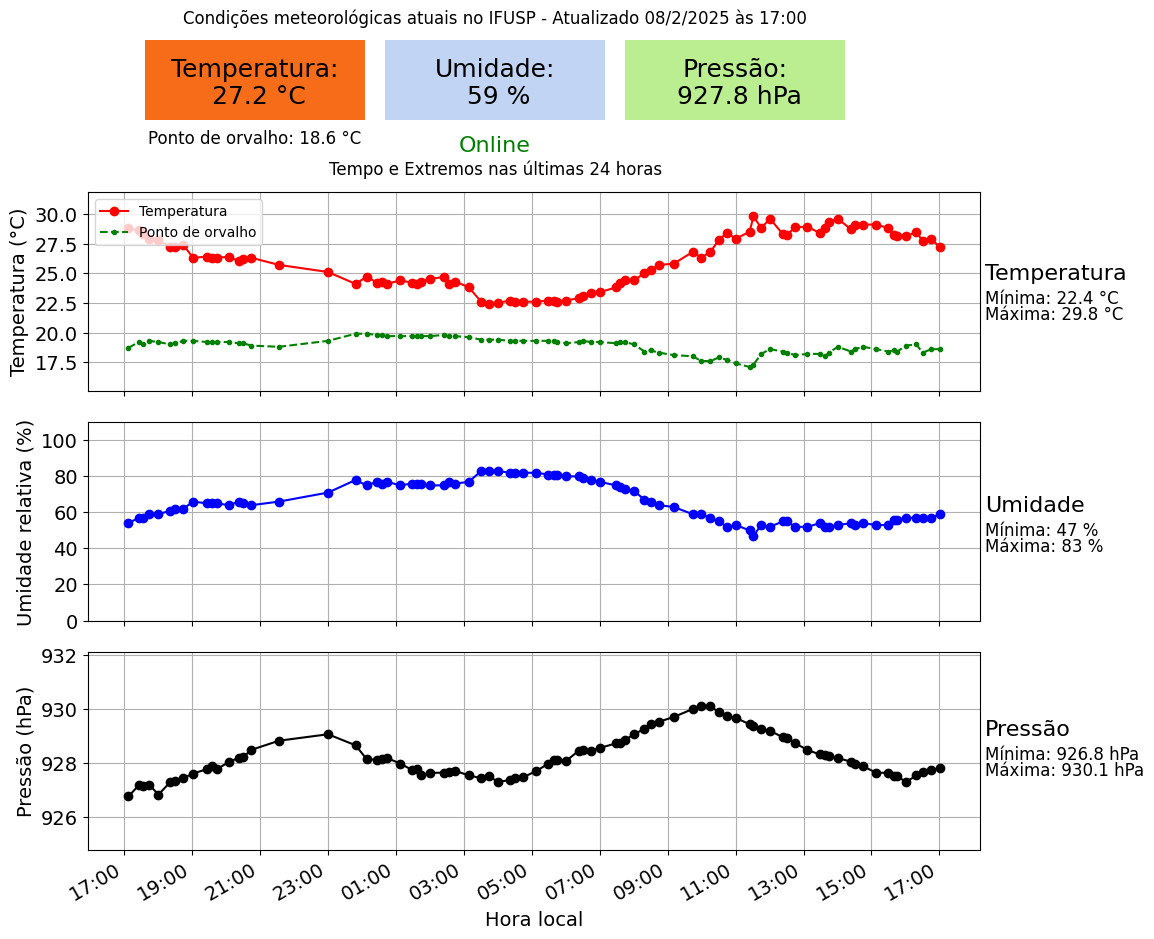 Condições meteorológicas atuais no IFUSP - Atualizado 08/2/2025 às 17:00
Temperatura:
27.2 °C
Umidade:
59 %
Pressão:
927.8 hPa
Ponto de orvalho: 18.6 °C
Online
Tempo e Extremos nas últimas 24 horas
Temperatura (°C)
30.0
27.5
25.0
22.5
20.0
17.5
Temperatura
Ponto de orvalho
Temperatura
Mínima: 22.4 °C
Máxima: 29.8 °C
Umidade relativa (%)
100
80
60
40
20
0
Umidade
Mínima: 47 %
Máxima: 83 %
Pressão (hPa)
932
930
928
926
Pressão
Mínima: 926.8 hPa
Máxima: 930.1 hPa
17:00 19:00 21:00 23:00 01:00 03:00 05:00 07:00 09:00 11:00 13:00 15:00 17:00
Hora local